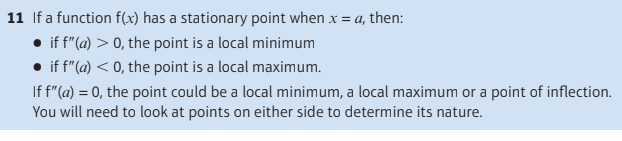 11 If a function f(x) has a stationary point when x = a, then:
● if f″(a) > 0, the point is a local minimum
● if f″(a) < 0, the point is a local maximum.
If f″(a) = 0, the point could be a local minimum, a local maximum or a point of inflection.
You will need to look at points on either side to determine its nature.